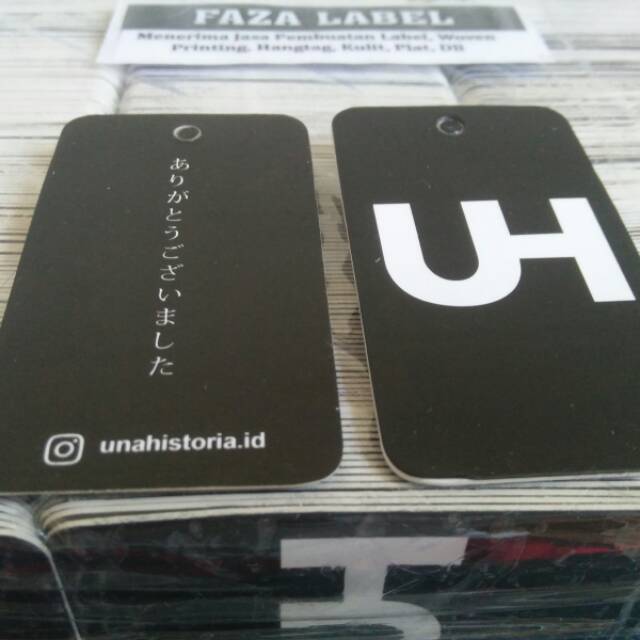 FAZA LABEL
Menerima Jasa Pembuatan Label, Woven
Printing, Hangtag, Kulit, Plat, Dll
ありがとうございました
unahistoria.id
UH
H